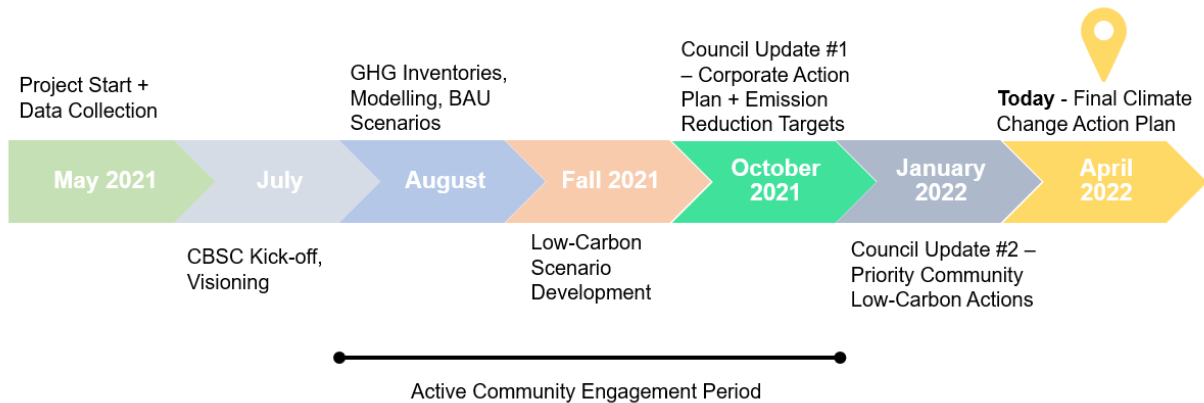 Project Start +
Data Collection
GHG Inventories,
Modelling, BAU
Scenarios
Council Update #1
– Corporate Action
Plan + Emission
Reduction Targets
Today - Final Climate
Change Action Plan
May 2021
July
August
Fall 2021
October
2021
January
2022
April
2022
CBSC Kick-off,
Visioning
Low-Carbon
Scenario
Development
Council Update #2 –
Priority Community
Low-Carbon Actions
Active Community Engagement Period